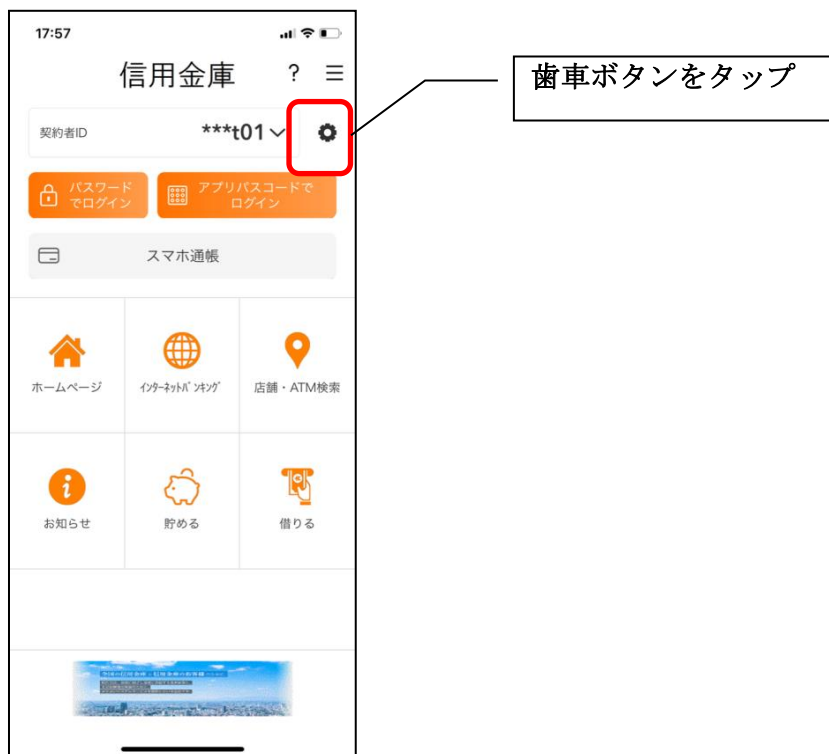 17:57
信用金庫 ? ☰
歯車ボタンをタップ
契約者ID ***t01
パスワード
でログイン
アプリパスコードで
ログイン
スマホ通帳
ホームページ
ｲﾝﾀｰﾈｯﾄﾊﾞﾝｷﾝｸﾞ
店舗・ATM検索
お知らせ
貯める
借りる